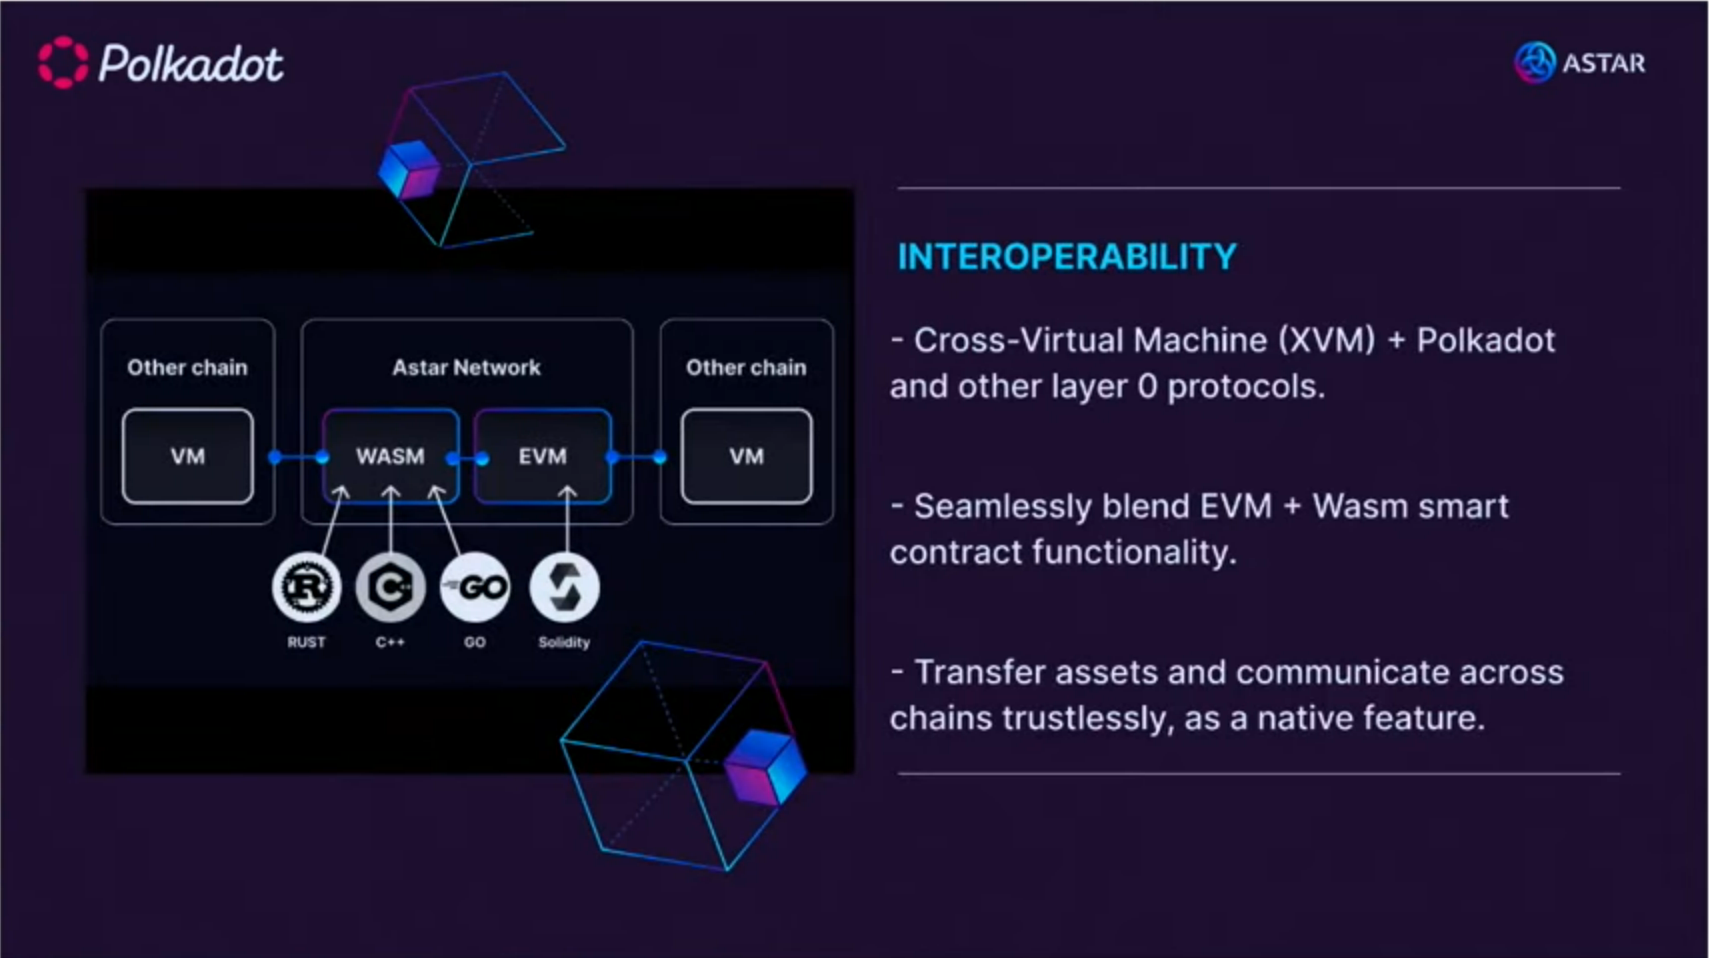 Polkadot
ASTAR
Other chain
Astar Network
Other chain
VM
WASM
EVM
VM
R
C++
GO
RUST
C++
GO
Solidity
INTEROPERABILITY
- Cross-Virtual Machine (XVM) + Polkadot
and other layer 0 protocols.
- Seamlessly blend EVM + Wasm smart
contract functionality.
- Transfer assets and communicate across
chains trustlessly, as a native feature.